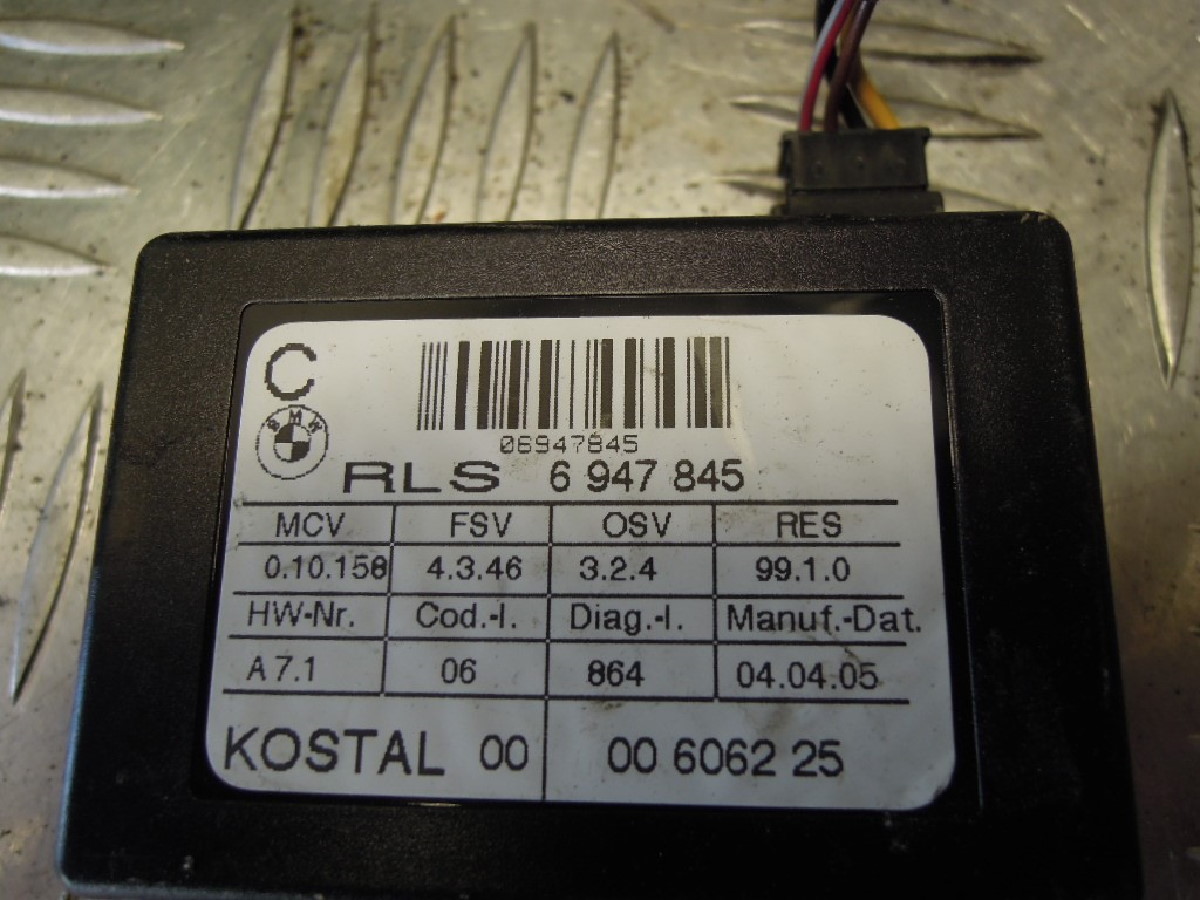 C
BMW
06947845
RLS 6 947 845
MCV FSV OSV RES
0.10.158 4.3.46 3.2.4 99.1.0
HW-Nr. Cod.-I. Diag.-I. Manuf.-Dat.
A 7.1 06 864 04.04.05
KOSTAL 00 00 6062 25